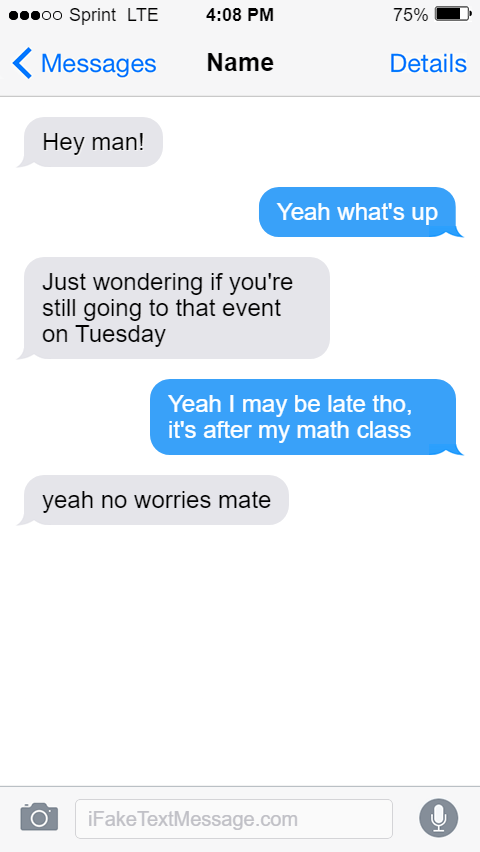 Sprint LTE 4:08 PM 75%
Messages Name Details
Hey man!
Yeah what's up
Just wondering if you're
still going to that event
on Tuesday
Yeah I may be late tho,
it's after my math class
yeah no worries mate
iFakeTextMessage.com